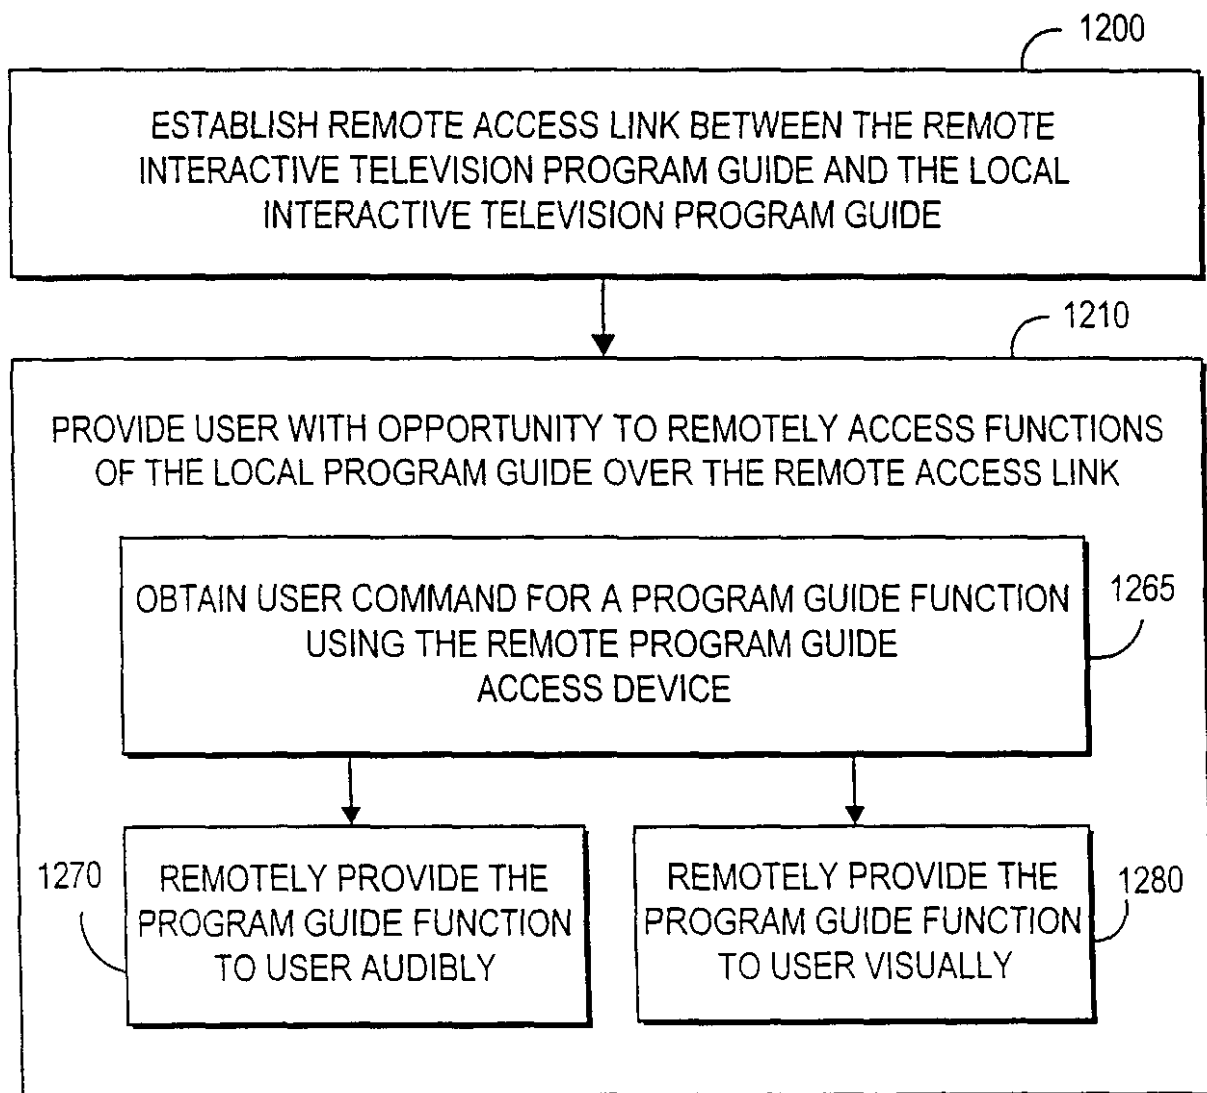 1200
ESTABLISH REMOTE ACCESS LINK BETWEEN THE REMOTE
INTERACTIVE TELEVISION PROGRAM GUIDE AND THE LOCAL
INTERACTIVE TELEVISION PROGRAM GUIDE
1210
PROVIDE USER WITH OPPORTUNITY TO REMOTELY ACCESS FUNCTIONS
OF THE LOCAL PROGRAM GUIDE OVER THE REMOTE ACCESS LINK
OBTAIN USER COMMAND FOR A PROGRAM GUIDE FUNCTION
USING THE REMOTE PROGRAM GUIDE
ACCESS DEVICE
1265
1270
REMOTELY PROVIDE THE
PROGRAM GUIDE FUNCTION
TO USER AUDIBLY
REMOTELY PROVIDE THE
PROGRAM GUIDE FUNCTION
TO USER VISUALLY
1280